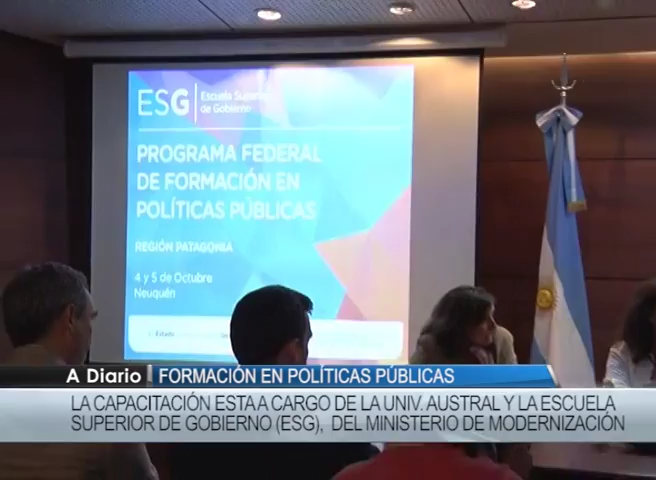 ESG Escuela Superior
de Gobierno
PROGRAMA FEDERAL
DE FORMACIÓN EN
POLÍTICAS PÚBLICAS
REGIÓN PATAGONIA
4 y 5 de Octubre
Neuquén
A Diario FORMACIÓN EN POLÍTICAS PÚBLICAS
LA CAPACITACIÓN ESTA A CARGO DE LA UNIV. AUSTRAL Y LA ESCUELA
SUPERIOR DE GOBIERNO (ESG), DEL MINISTERIO DE MODERNIZACIÓN